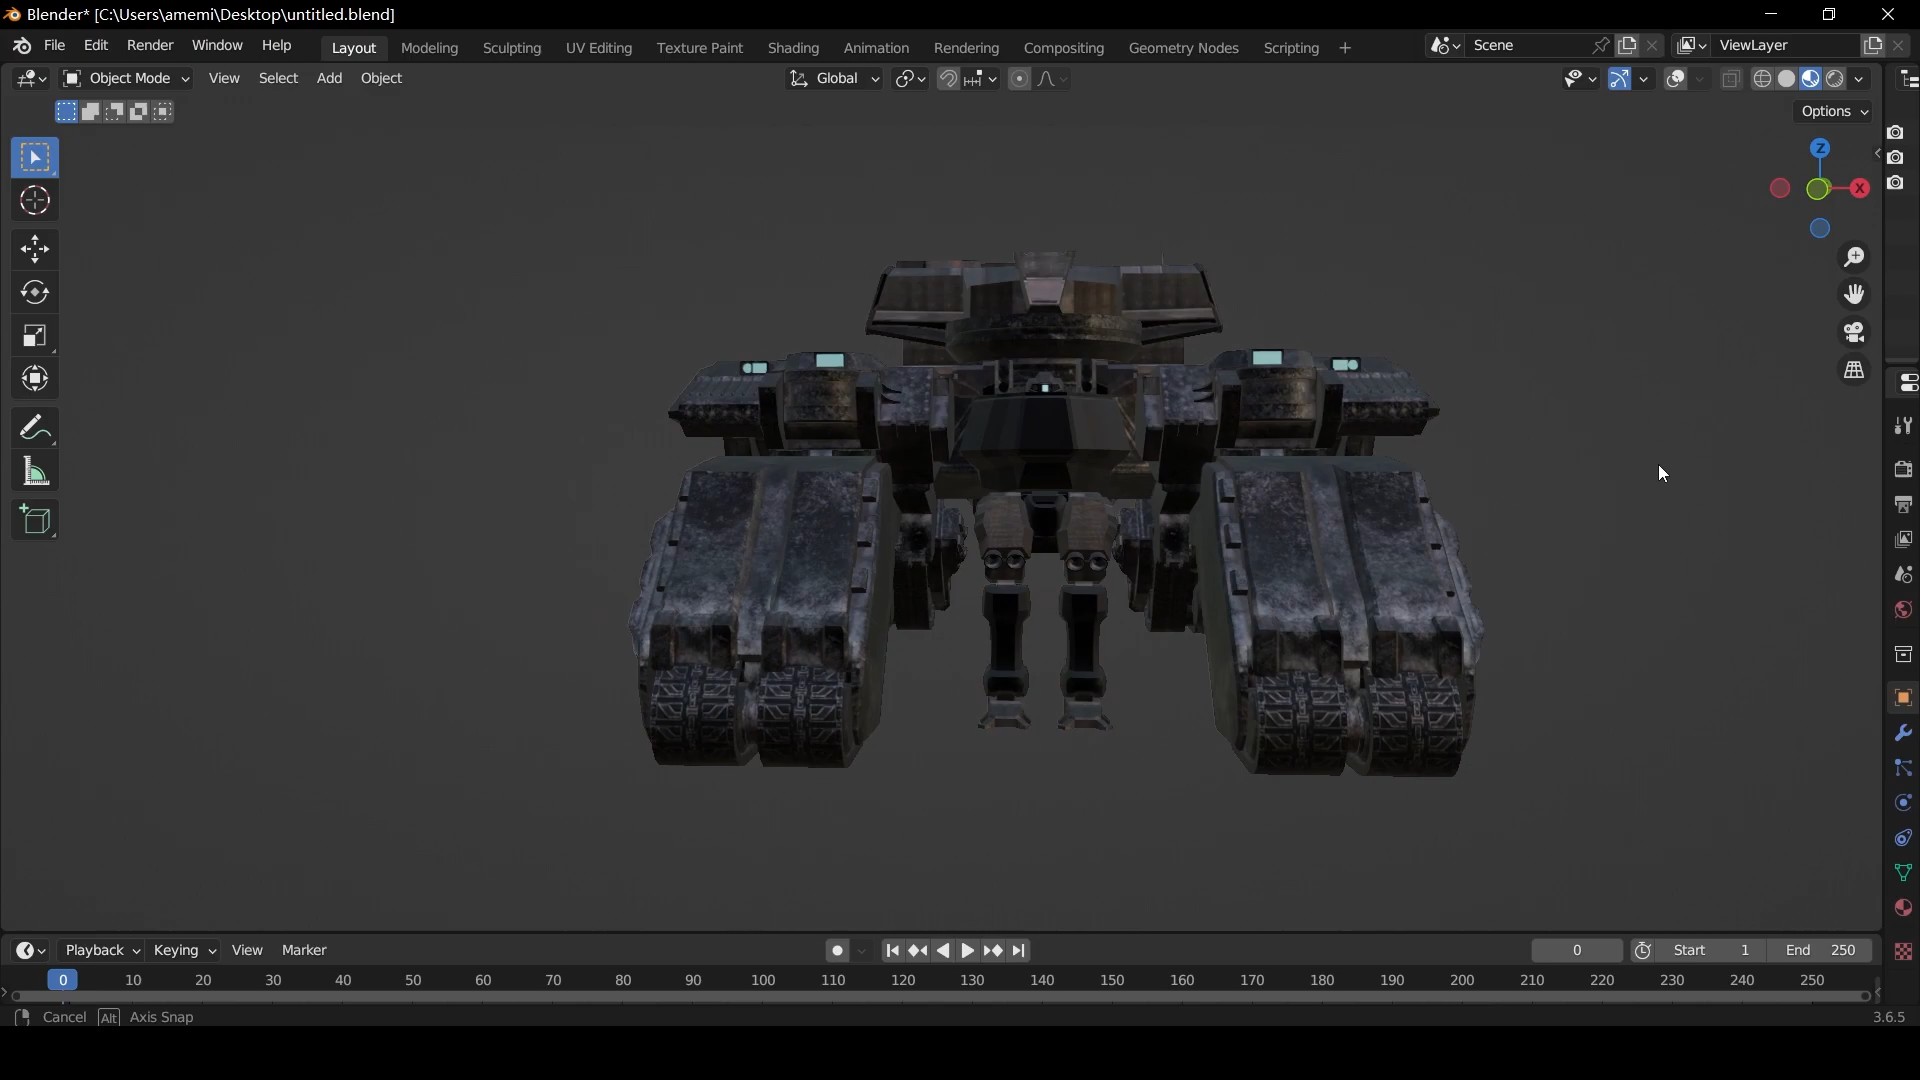 Blender* [C:\Users\amemi\Desktop\untitled.blend]
File Edit Render Window Help Layout Modeling Sculpting UV Editing Texture Paint Shading Animation Rendering Compositing Geometry Nodes Scripting + Scene ViewLayer
Object Mode View Select Add Object Global
Options
Z
X
Playback Keying View Marker 0 Start 1 End 250
0 10 20 30 40 50 60 70 80 90 100 110 120 130 140 150 160 170 180 190 200 210 220 230 240 250
Cancel Alt Axis Snap 3.6.5